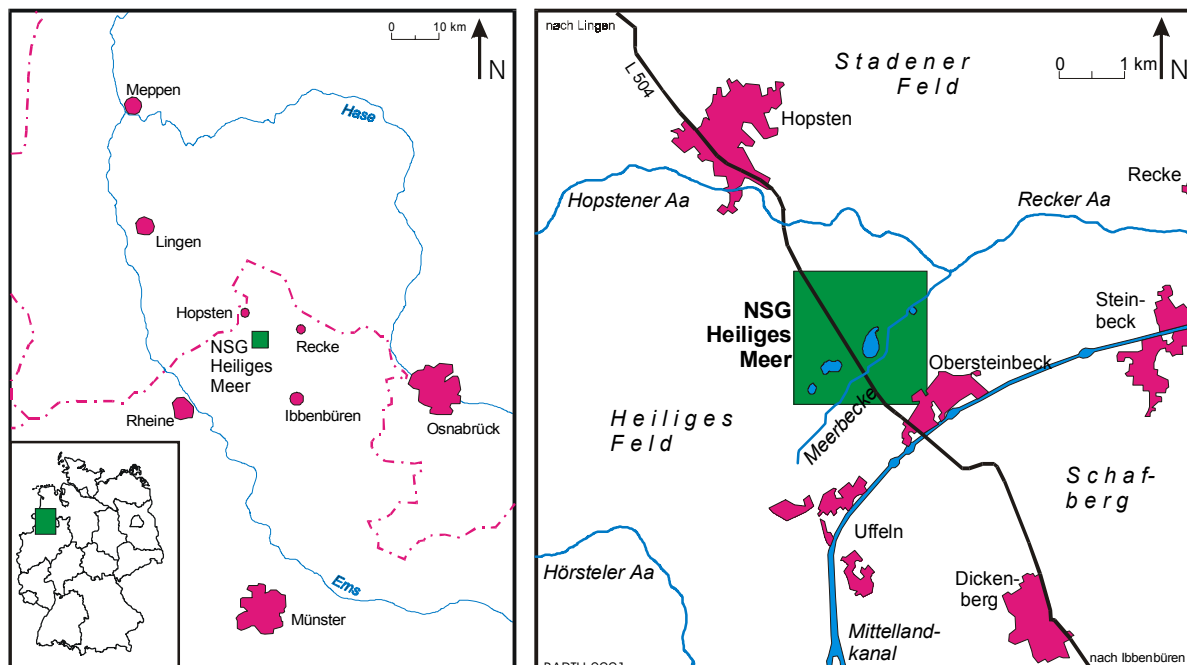 0 10 km
N
Meppen
Hase
Lingen
Hopsten
NSG
Heiliges
Meer
Recke
Rheine
Ibbenbüren
Osnabrück
Ems
Münster
nach Lingen
L 504
Stadener
Feld
0 1 km
N
Hopsten
Recke
Hopstener Aa
Recker Aa
NSG
Heiliges
Meer
Stein-
beck
Obersteinbeck
Meerbecke
Heiliges
Feld
Schaf-
berg
Uffeln
Hörsteler Aa
Dicken-
berg
Mittelland-
kanal
nach Ibbenbüren